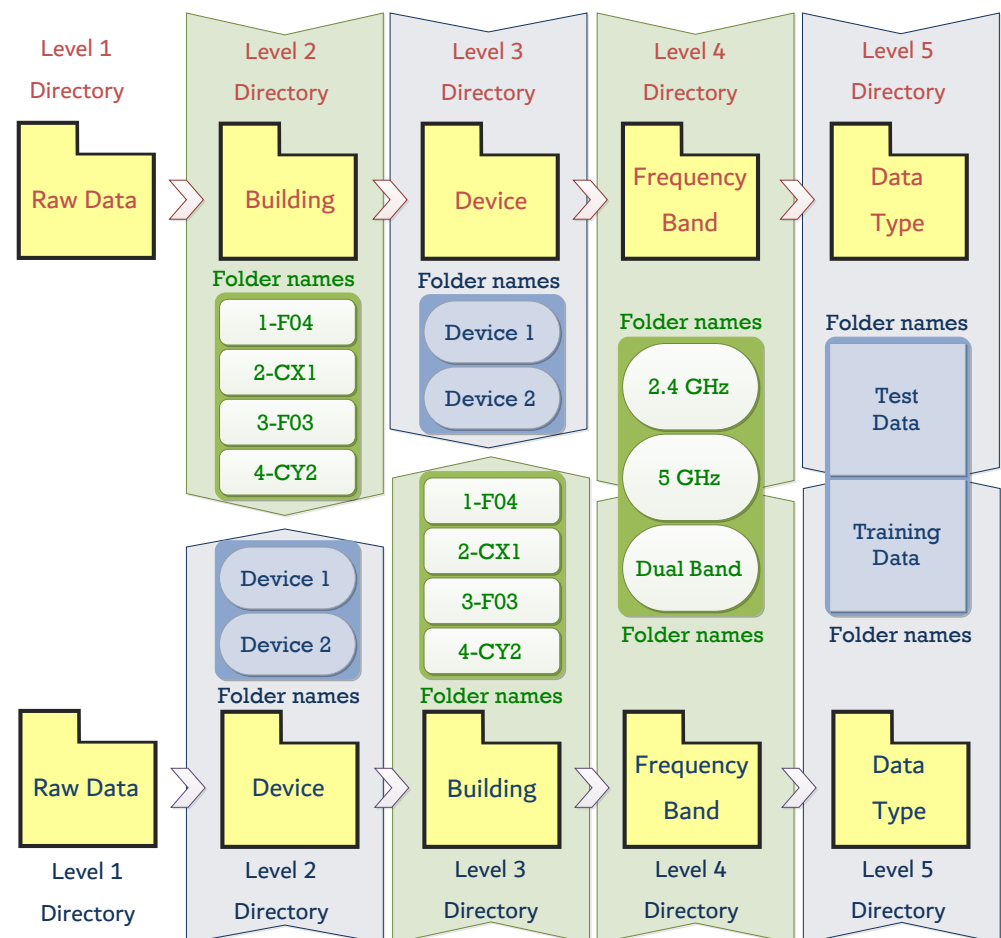 Level 1
Directory
Level 2
Directory
Level 3
Directory
Level 4
Directory
Level 5
Directory
Raw Data
Building
Device
Frequency
Band
Data
Type
Folder names
1-F04
2-CX1
3-F03
4-CY2
Folder names
Device 1
Device 2
Folder names
2.4 GHz
5 GHz
Dual Band
Folder names
Folder names
Test
Data
Training
Data
Folder names
Device 1
Device 2
Folder names
1-F04
2-CX1
3-F03
4-CY2
Folder names
Raw Data
Device
Building
Frequency
Band
Data
Type
Level 1
Directory
Level 2
Directory
Level 3
Directory
Level 4
Directory
Level 5
Directory